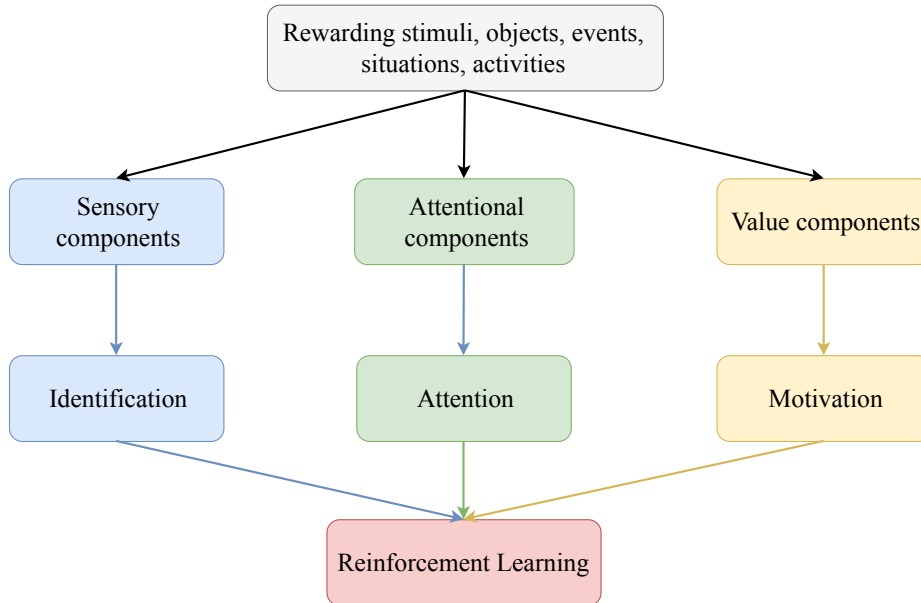 Rewarding stimuli, objects, events,
situations, activities
Sensory
components
Attentional
components
Value components
Identification
Attention
Motivation
Reinforcement Learning